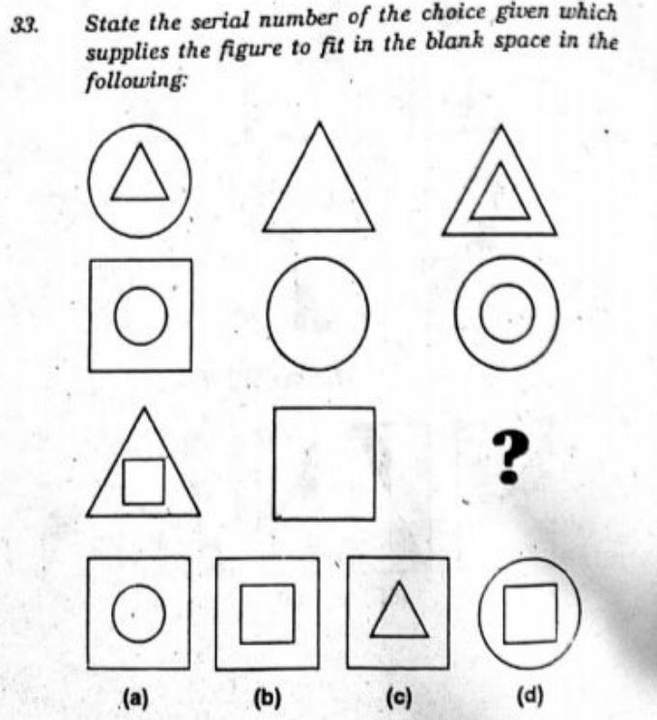 33. State the serial number of the choice given which
supplies the figure to fit in the blank space in the
following:
?
(a) (b) (c) (d)